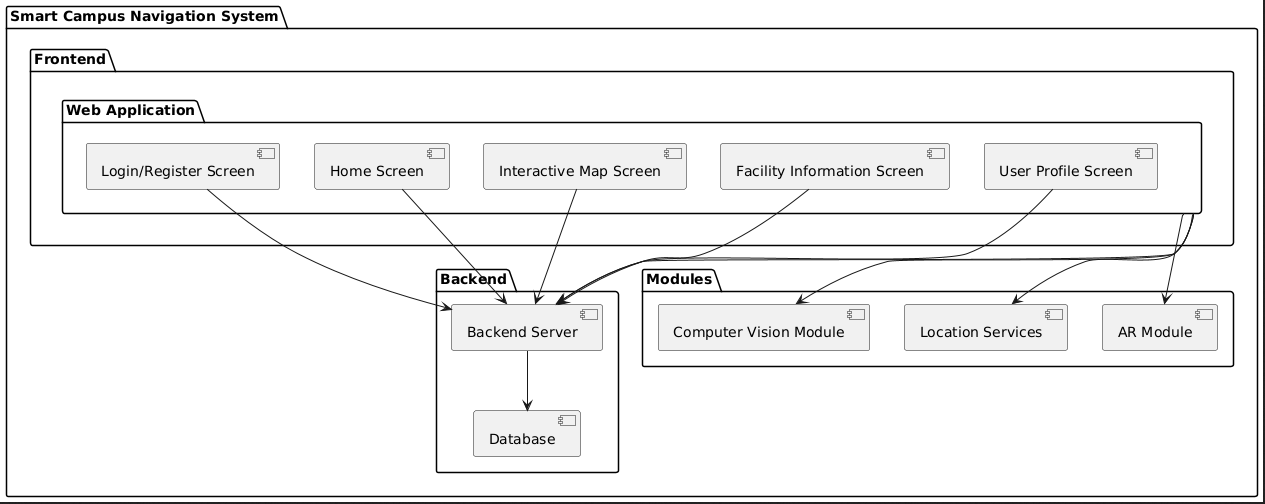 Smart Campus Navigation System
Frontend
Web Application
Login/Register Screen
Home Screen
Interactive Map Screen
Facility Information Screen
User Profile Screen
Backend
Modules
Backend Server
Computer Vision Module
Location Services
AR Module
Database